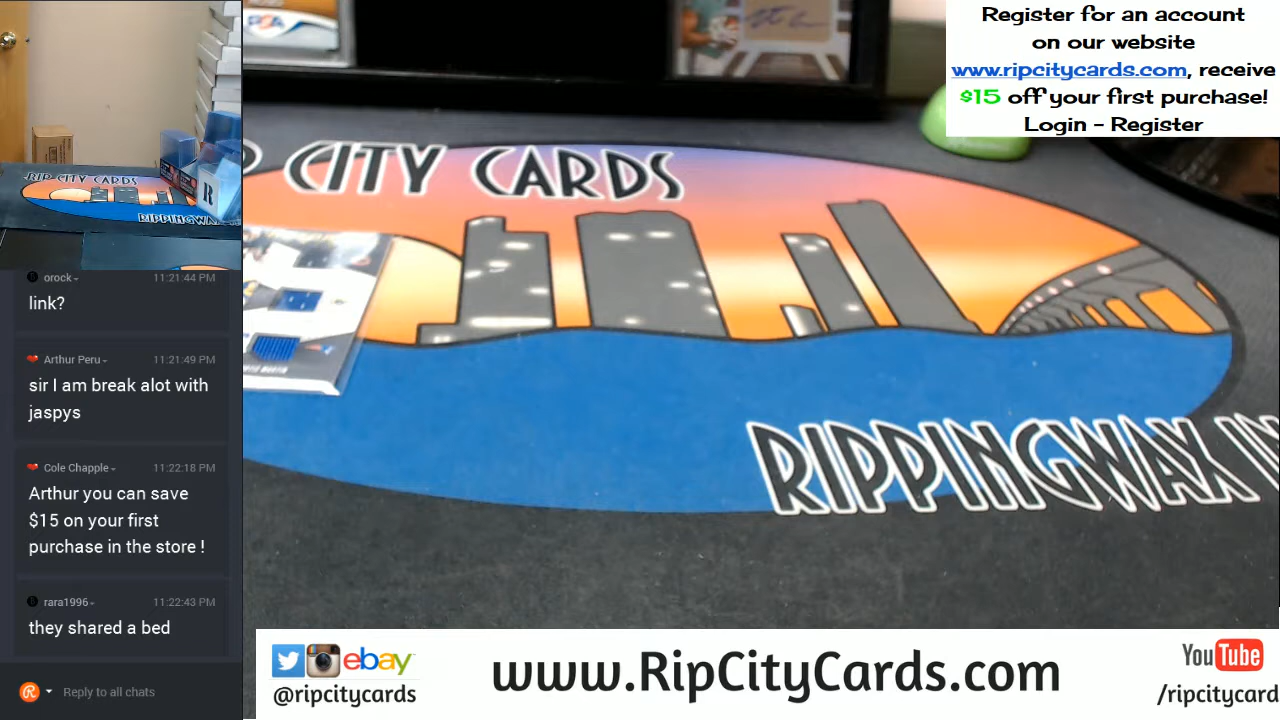 Register for an account
on our website
www.ripcitycards.com, receive
$15 off your first purchase!
Login - Register
CITY CARDS
RIP CITY CARDS
RIPPINGWAX
R
orock
11:21:44 PM
link?
Arthur Peru
11:21:49 PM
sir I am break alot with
jaspys
Cole Chapple
11:22:18 PM
Arthur you can save
$15 on your first
purchase in the store !
rara1996
11:22:43 PM
they shared a bed
Reply to all chats
RIPPINGWAX
ebay
@ripcitycards
www.RipCityCards.com
YouTube
/ripcitycard